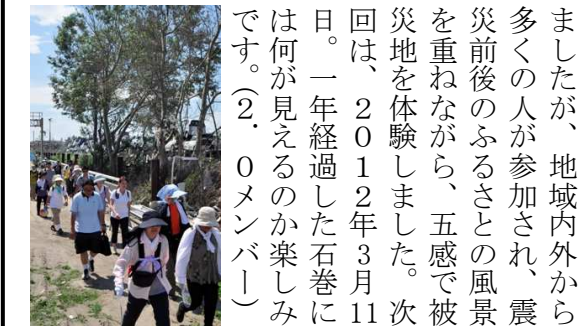 ましたが、地域内外から
多くの人が参加され、震
災前後のふるさとの風景
を重ねながら、五感で被
災地を体験しました。次
回は、2012年3月11
日。一年経過した石巻に
は何が見えるのか楽しみ
です。(2.0メンバー)